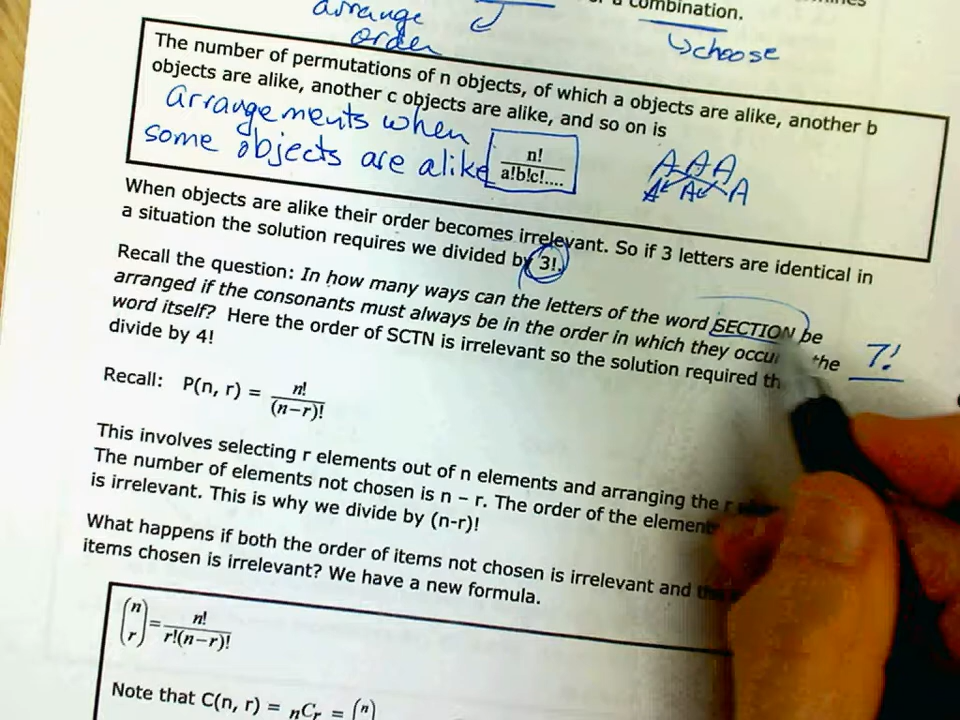 a combination.
arrange
order
choose
The number of permutations of n objects, of which a objects are alike, another b
objects are alike, another c objects are alike, and so on is
Arrangements when
some objects are alike
n!
a!b!c!....
A A A
A A A
When objects are alike their order becomes irrelevant. So if 3 letters are identical in
a situation the solution requires we divided by 3!.
Recall the question: In how many ways can the letters of the word SECTION be
arranged if the consonants must always be in the order in which they occur the
word itself? Here the order of SCTN is irrelevant so the solution required
divide by 4!
7!
Recall: P(n, r) = n!/(n−r)!
This involves selecting r elements out of n elements and arranging the r
The number of elements not chosen is n – r. The order of the
is irrelevant. This is why we divide by (n-r)!
What happens if both the order of items not chosen is irrelevant and
items chosen is irrelevant? We have a new formula.
(n r) = n!/r!(n−r)!
Note that C(n, r) = nCr = (n